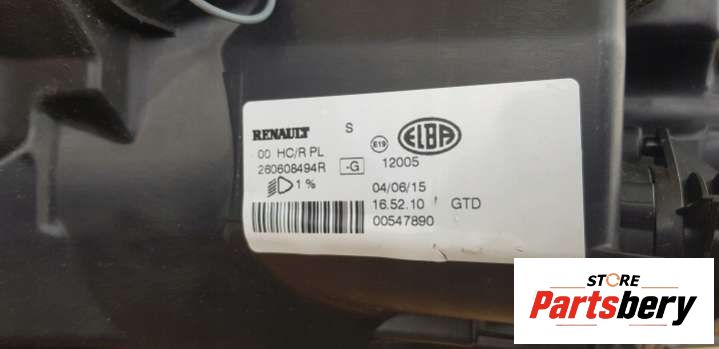 RENAULT S
ELBA
00 HC/R PL E19 12005
260608494R -G
1 %
04/06/15
16.52.10 GTD
00547890
STORE
Partsbery